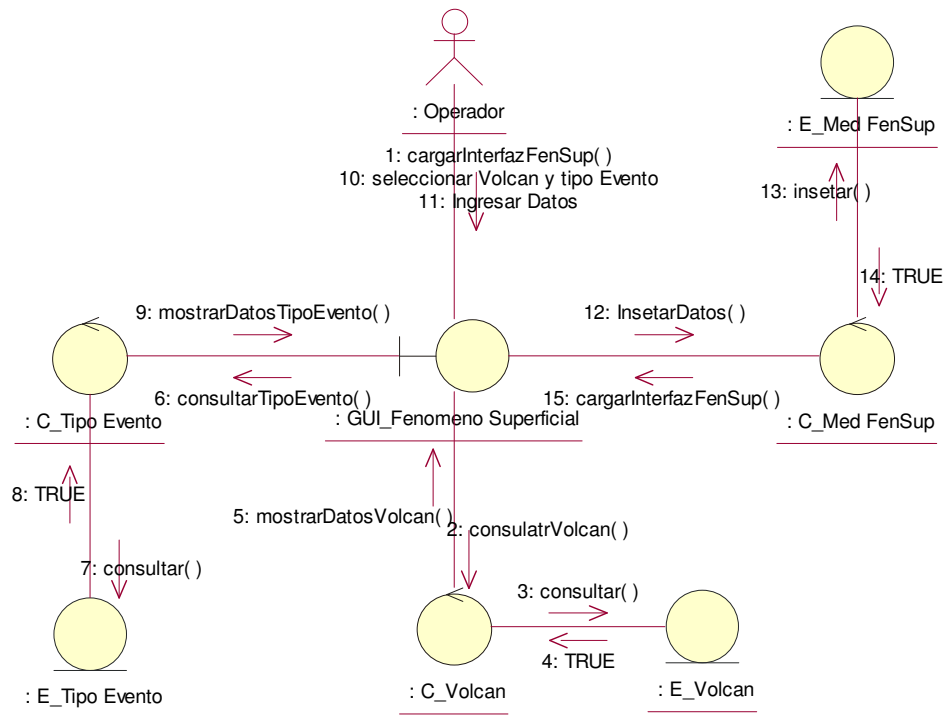 : Operador
: E_Med FenSup
1: cargarInterfazFenSup( )
10: seleccionar Volcan y tipo Evento
11: Ingresar Datos
13: insetar( )
14: TRUE
9: mostrarDatosTipoEvento( )
12: InsetarDatos( )
6: consultarTipoEvento( )
15: cargarInterfazFenSup( )
: C_Tipo Evento
: GUI_Fenomeno Superficial
: C_Med FenSup
8: TRUE
5: mostrarDatosVolcan( )
2: consulatrVolcan( )
7: consultar( )
3: consultar( )
4: TRUE
: E_Tipo Evento
: C_Volcan
: E_Volcan